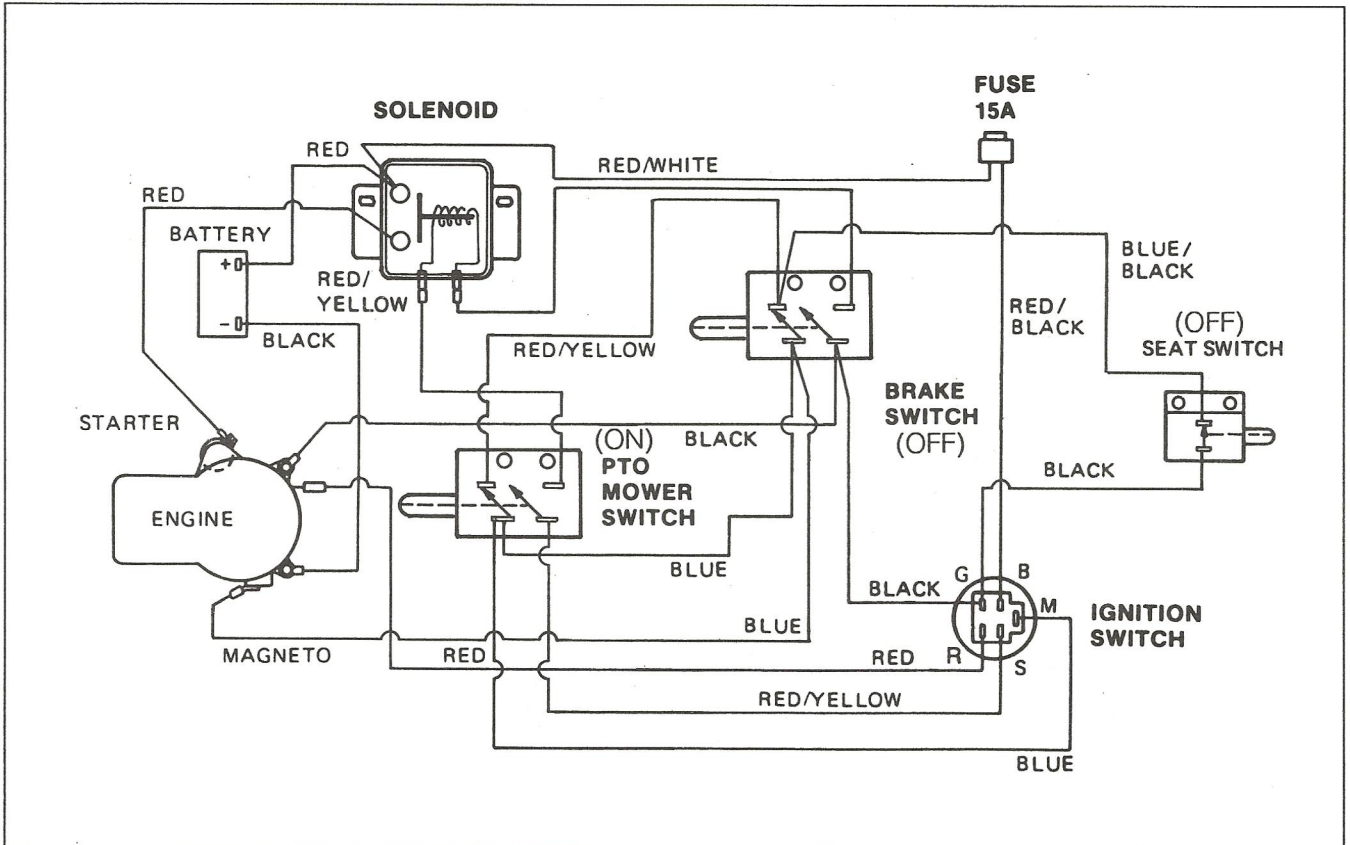 FUSE
15A
SOLENOID
RED
RED/WHITE
RED
BATTERY
+
-
RED/
YELLOW
BLUE/
BLACK
RED/
BLACK
(OFF)
SEAT SWITCH
BLACK
RED/YELLOW
BRAKE
SWITCH
(OFF)
STARTER
BLACK
(ON)
PTO
MOWER
SWITCH
BLACK
ENGINE
BLUE
G
B
BLACK
M
IGNITION
SWITCH
BLUE
MAGNETO
RED
RED
R
S
RED/YELLOW
BLUE